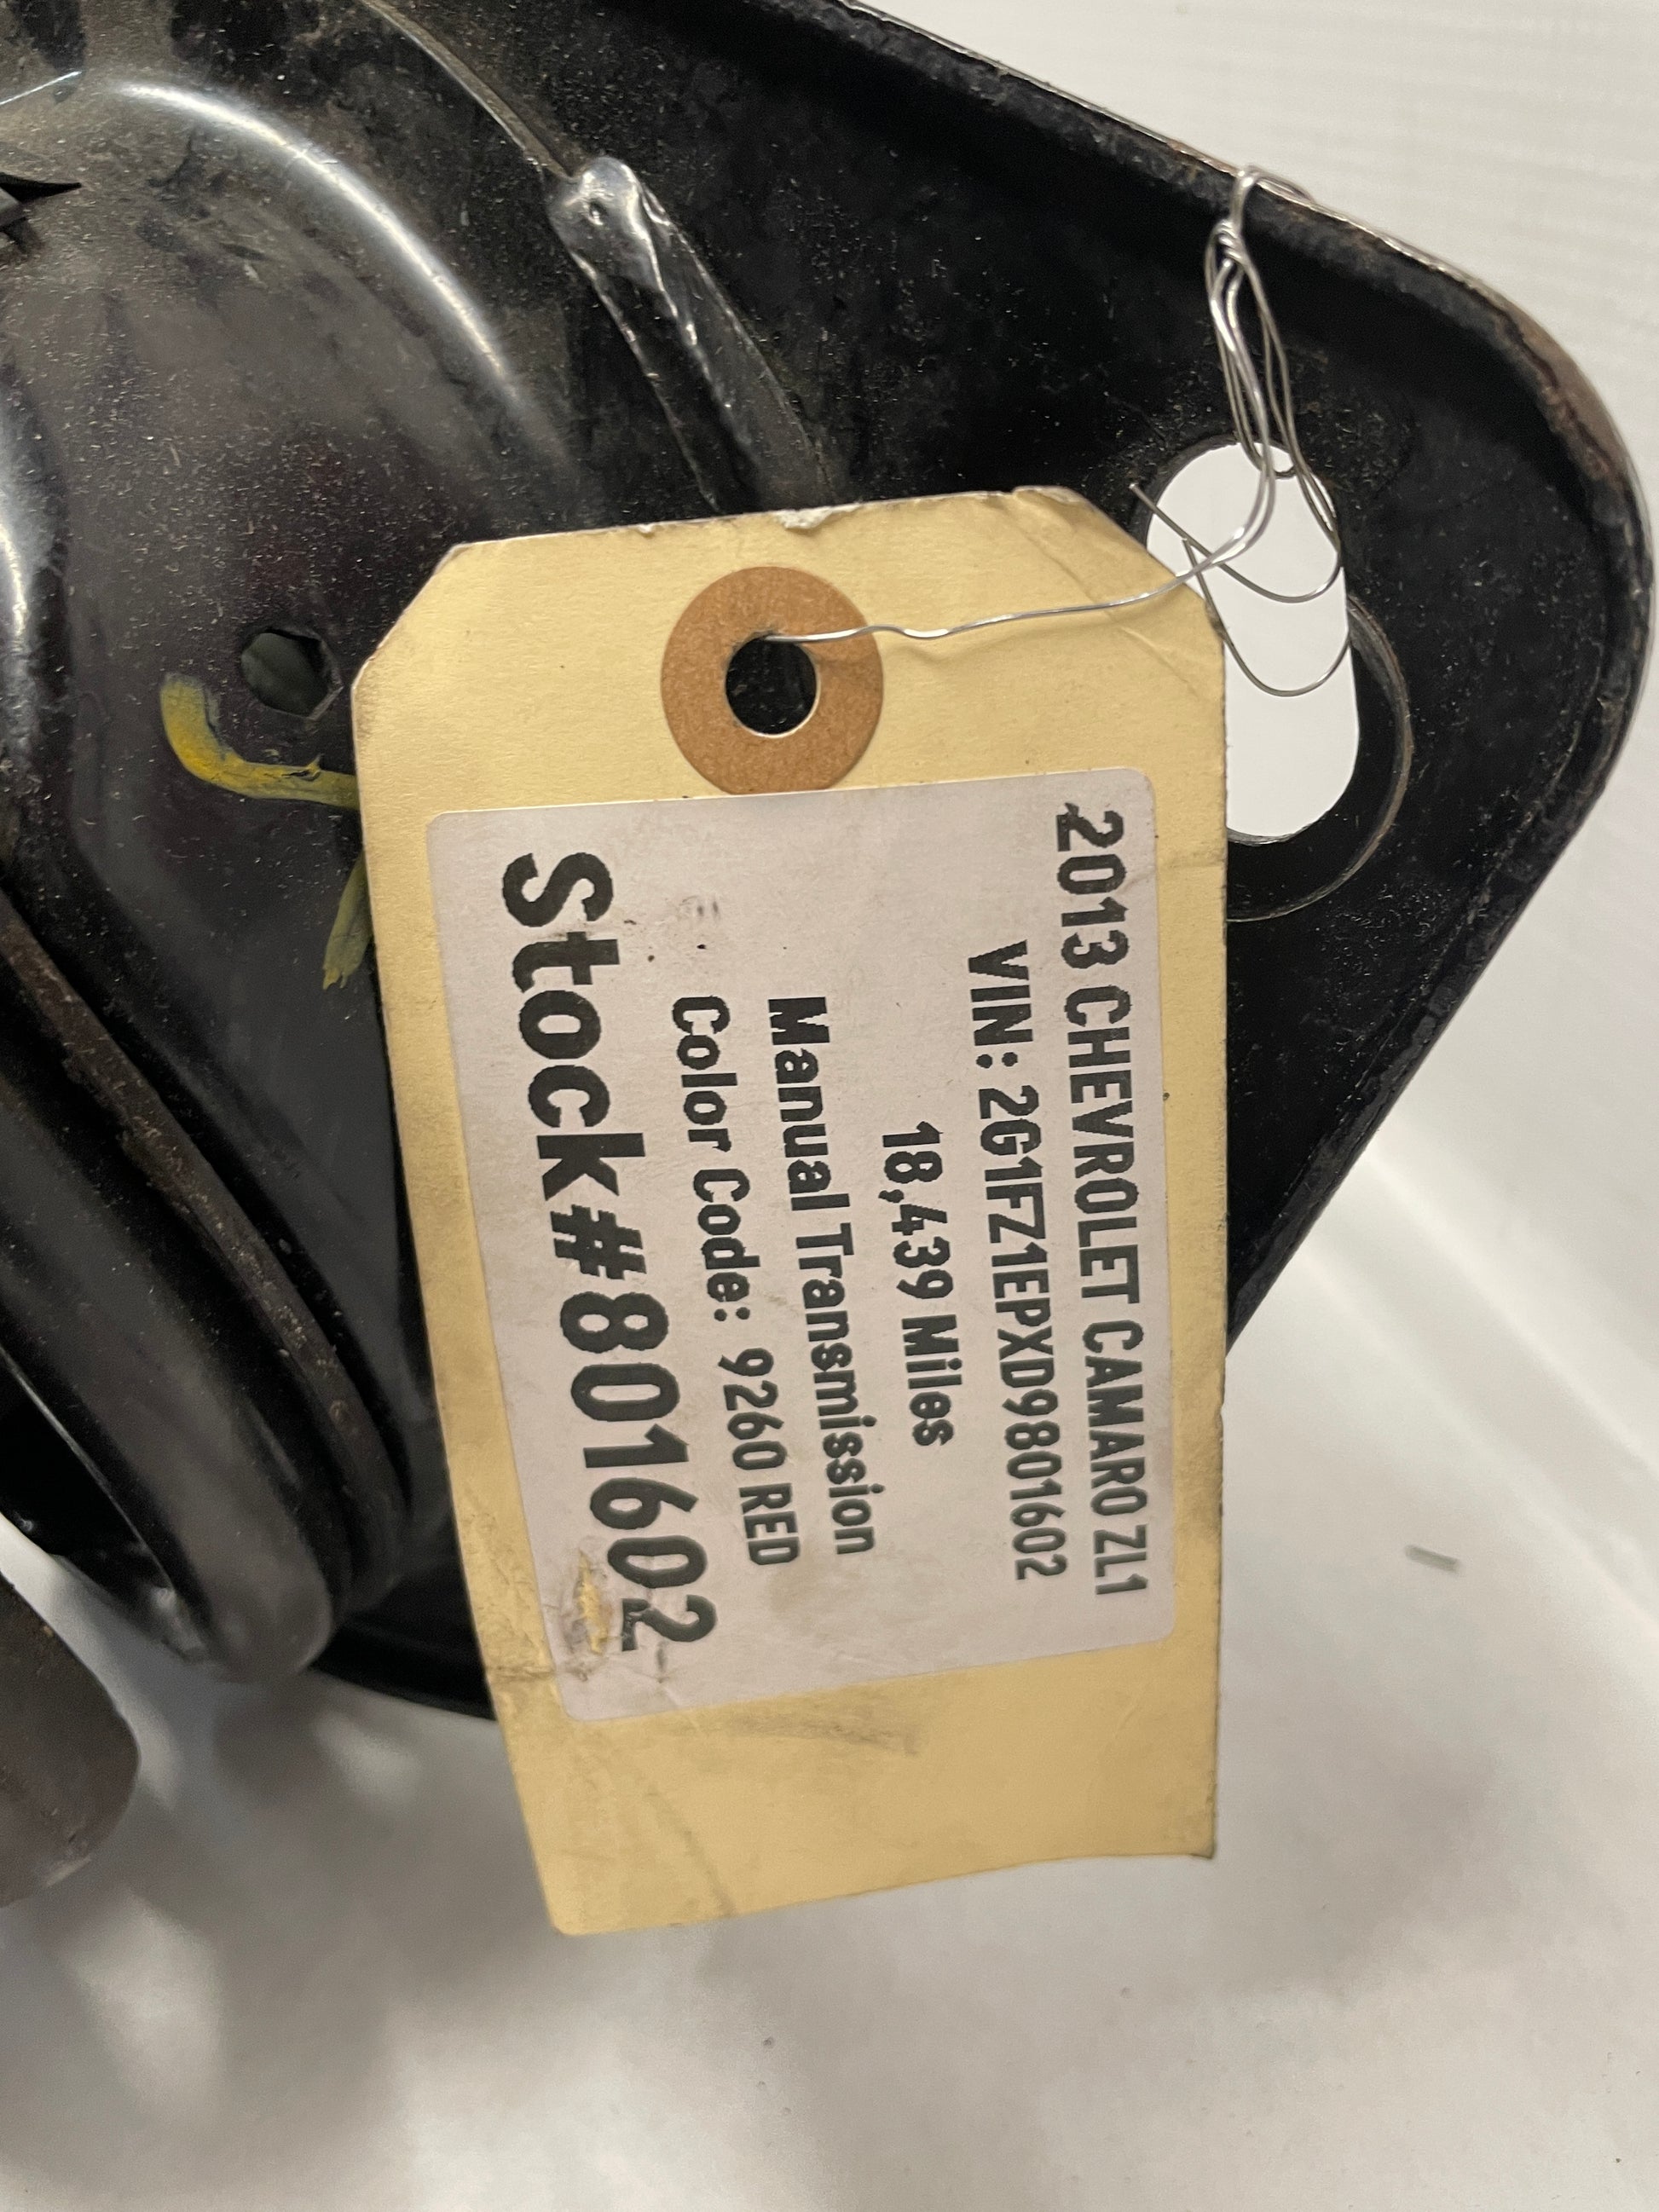 2013 CHEVROLET CAMARO ZL1
VIN: 2G1FZ1EPXD9801602
18,439 Miles
Manual Transmission
Color Code: 9260 RED
Stock#801602